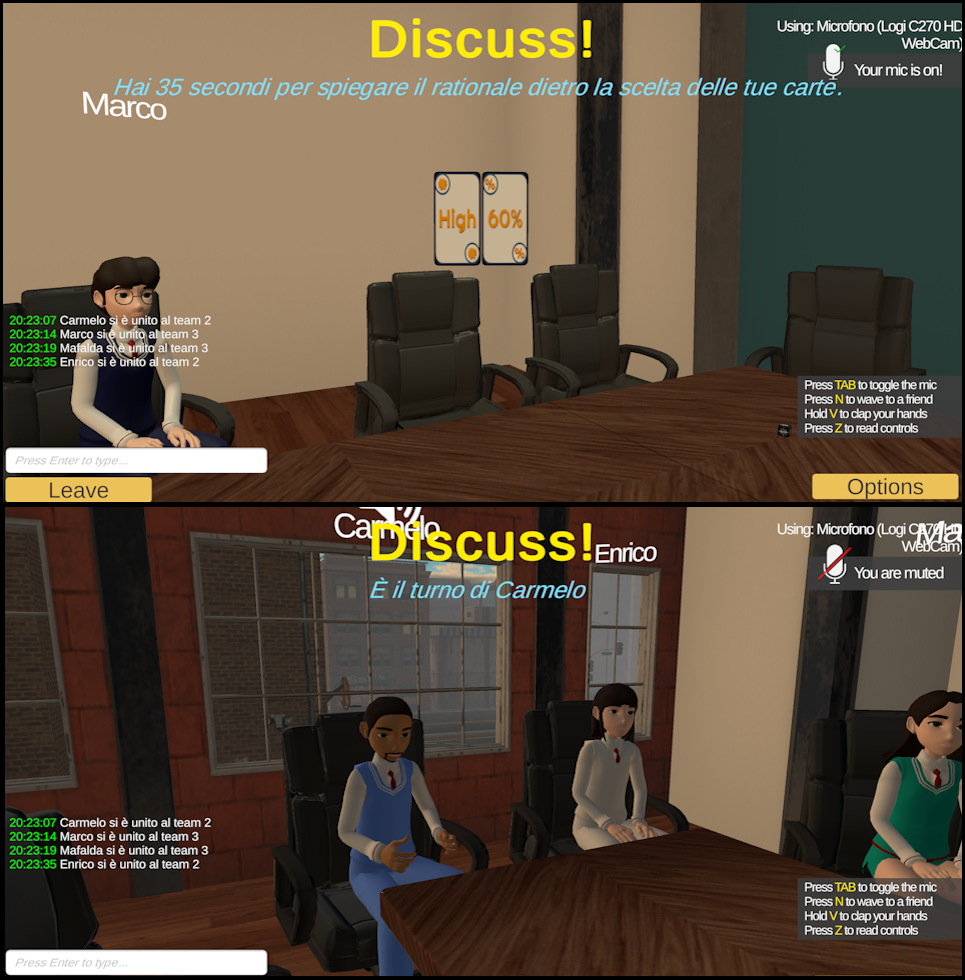 Discuss!
Using: Microfono (Logi C270 HD
WebCam)
Your mic is on!
Hai 35 secondi per spiegare il rationale dietro la scelta delle tue carte.
Marco
% 
High 60%
%
20:23:07 Carmelo si è unito al team 2
20:23:14 Marco si è unito al team 3
20:23:19 Mafalda si è unito al team 3
20:23:35 Enrico si è unito al team 2
Press TAB to toggle the mic
Press N to wave to a friend
Hold V to clap your hands
Press Z to read controls
Press Enter to type...
Leave
Options
Carmelo
Discuss!
Enrico
Using: Microfono (Logi C270 HD
WebCam)
Ma
You are muted
È il turno di Carmelo
20:23:07 Carmelo si è unito al team 2
20:23:14 Marco si è unito al team 3
20:23:19 Mafalda si è unito al team 3
20:23:35 Enrico si è unito al team 2
Press TAB to toggle the mic
Press N to wave to a friend
Hold V to clap your hands
Press Z to read controls
Press Enter to type...